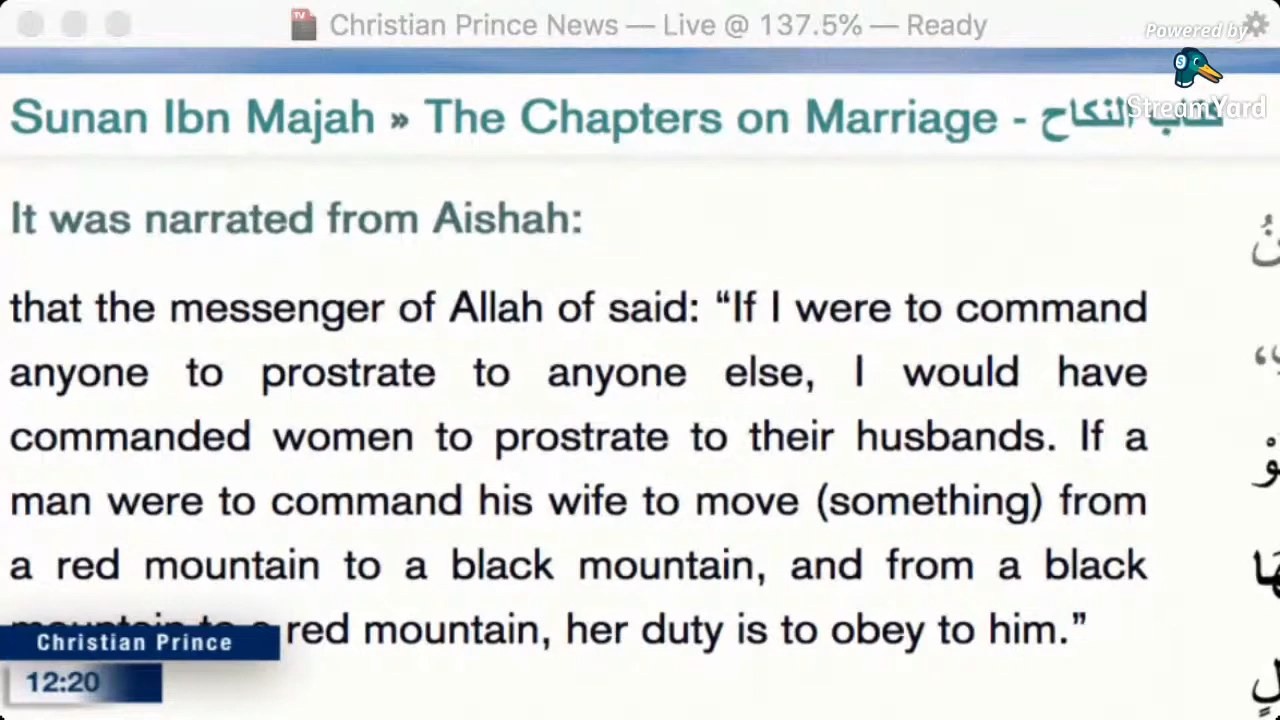 Christian Prince News — Live @ 137.5% — Ready
Powered by
StreamYard
Sunan Ibn Majah » The Chapters on Marriage - كتاب النكاح
It was narrated from Aishah:
that the messenger of Allah of said: “If I were to command
anyone to prostrate to anyone else, I would have
commanded women to prostrate to their husbands. If a
man were to command his wife to move (something) from
a red mountain to a black mountain, and from a black
mountain to a red mountain, her duty is to obey to him.”
Christian Prince
12:20